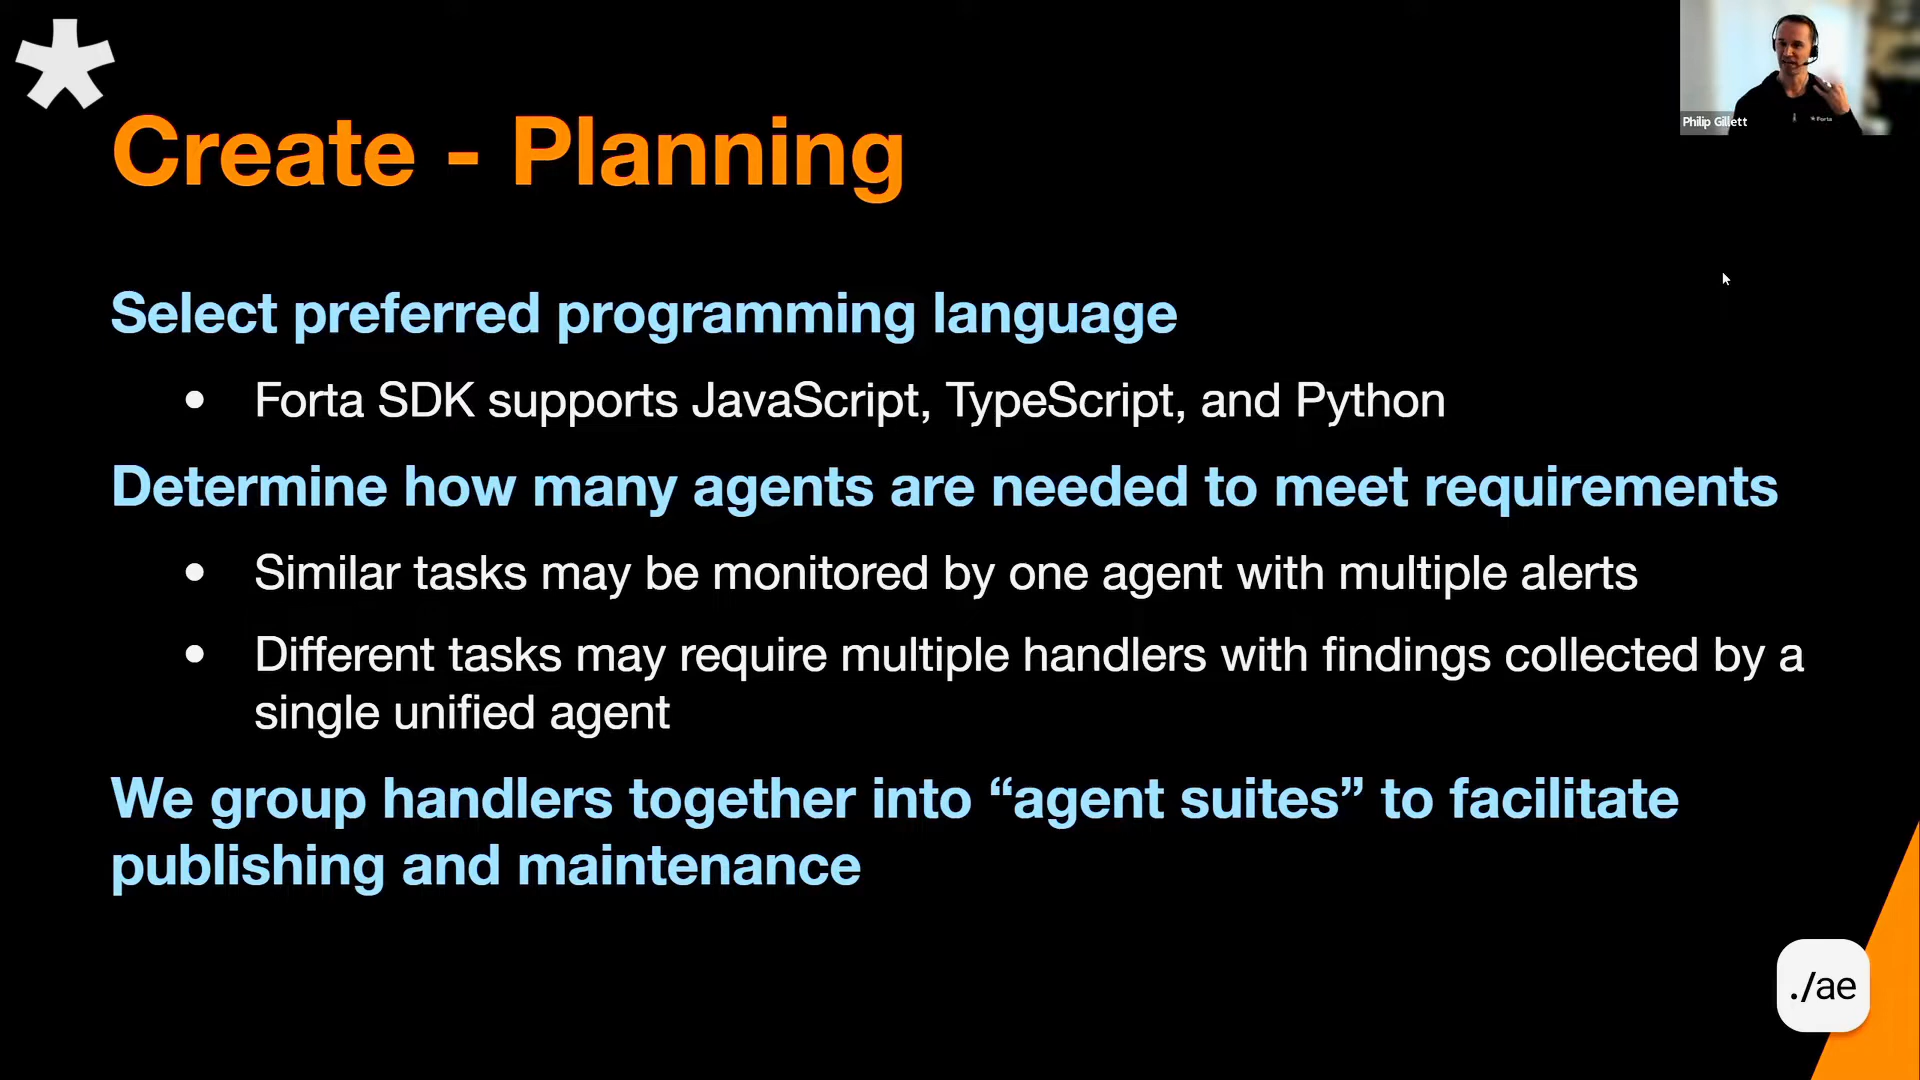 Create - Planning
Philip Gillett
Forta
Select preferred programming language
• Forta SDK supports JavaScript, TypeScript, and Python
Determine how many agents are needed to meet requirements
• Similar tasks may be monitored by one agent with multiple alerts
• Different tasks may require multiple handlers with findings collected by a
single unified agent
We group handlers together into “agent suites” to facilitate
publishing and maintenance
./ae